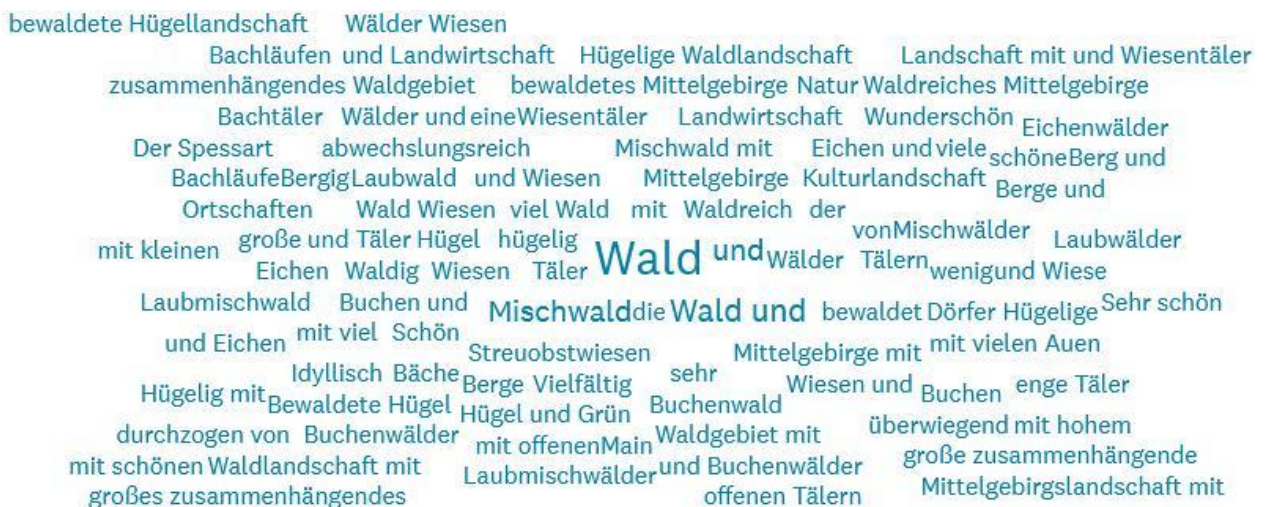 bewaldete Hügellandschaft Wälder Wiesen
Bachläufen und Landwirtschaft Hügelige Waldlandschaft Landschaft mit und Wiesentäler
zusammenhängendes Waldgebiet bewaldetes Mittelgebirge Natur Waldreiches Mittelgebirge
Bachtäler Wälder und eine Wiesentäler Landwirtschaft Wunderschön Eichenwälder
Der Spessart abwechslungsreich Mischwald mit Eichen und viele schöne Berg und
Bachläufe Bergig Laubwald und Wiesen Mittelgebirge Kulturlandschaft Berge und
Ortschaften Wald Wiesen viel Wald mit Waldreich der
mit kleinen große und Täler Hügel hügelig Wald und von Mischwälder Laubwälder
Eichen Waldig Wiesen Täler Wälder Tälern wenig und Wiese
Laubmischwald Buchen und Mischwald die Wald und bewaldet Dörfer Hügelige Sehr schön
und Eichen mit viel Schön Streuobstwiesen Mittelgebirge mit mit vielen Auen
Idyllisch Bäche Berge Vielfältig sehr Wiesen und Buchen enge Täler
Hügelig mit Bewaldete Hügel Hügel und Grün Buchenwald
durchzogen von Buchenwälder mit offenen Main Waldgebiet mit überwiegend mit hohem
mit schönen Waldlandschaft mit Laubmischwälder und Buchenwälder große zusammenhängende
großes zusammenhängendes offenen Tälern Mittelgebirgslandschaft mit